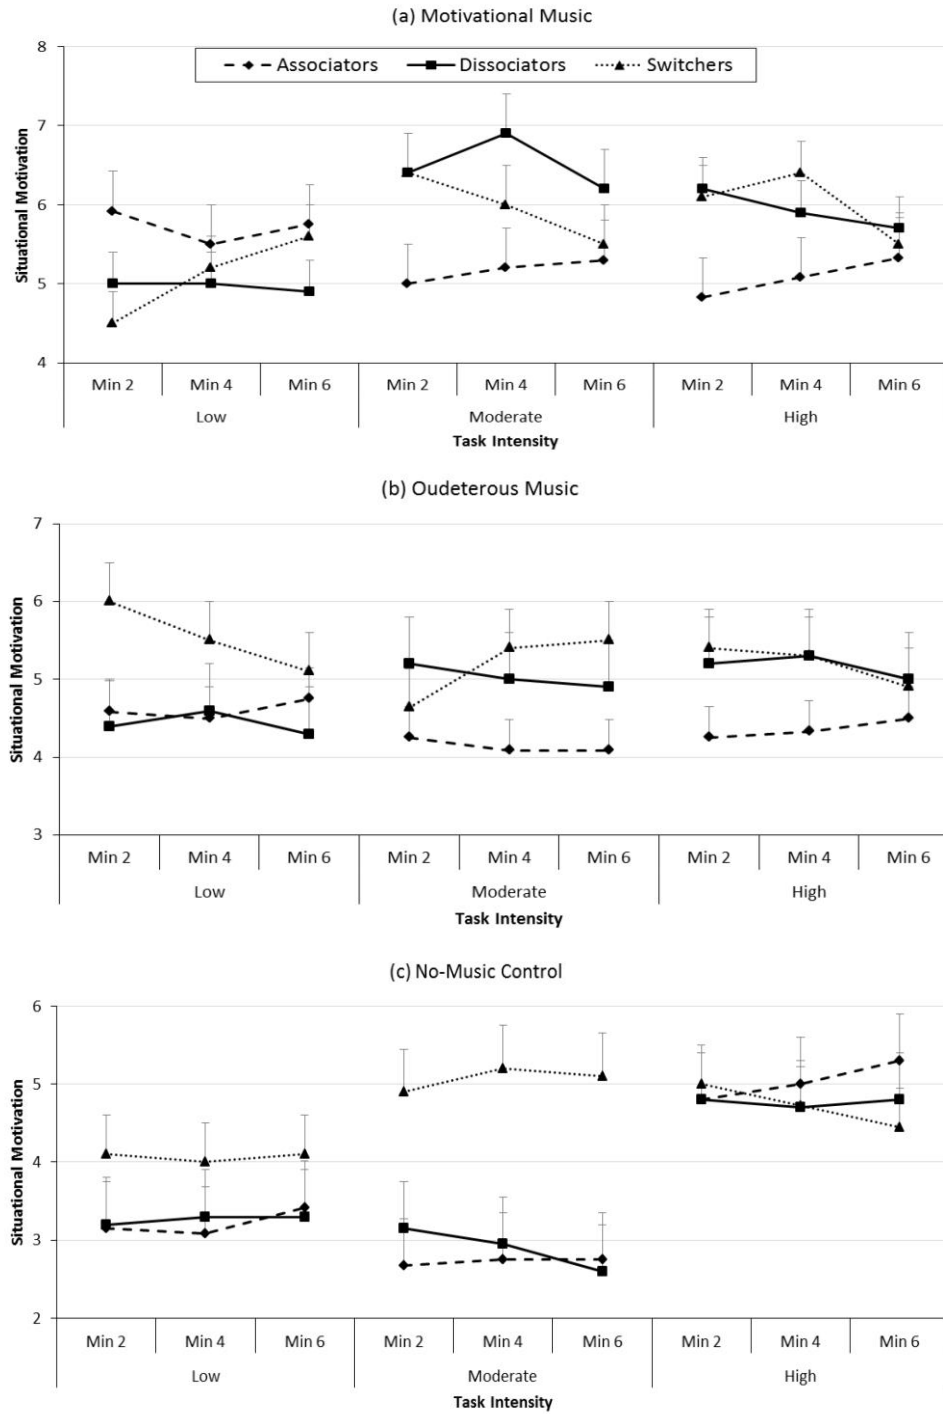 (a) Motivational Music
8
Associators Dissociators Switchers
7
6
5
4
Situational Motivation
Min 2 Min 4 Min 6 Min 2 Min 4 Min 6 Min 2 Min 4 Min 6
Low Moderate High
Task Intensity
(b) Oudeterous Music
7
6
5
4
3
Situational Motivation
Min 2 Min 4 Min 6 Min 2 Min 4 Min 6 Min 2 Min 4 Min 6
Low Moderate High
Task Intensity
(c) No-Music Control
6
5
4
3
2
Situational Motivation
Min 2 Min 4 Min 6 Min 2 Min 4 Min 6 Min 2 Min 4 Min 6
Low Moderate High
Task Intensity